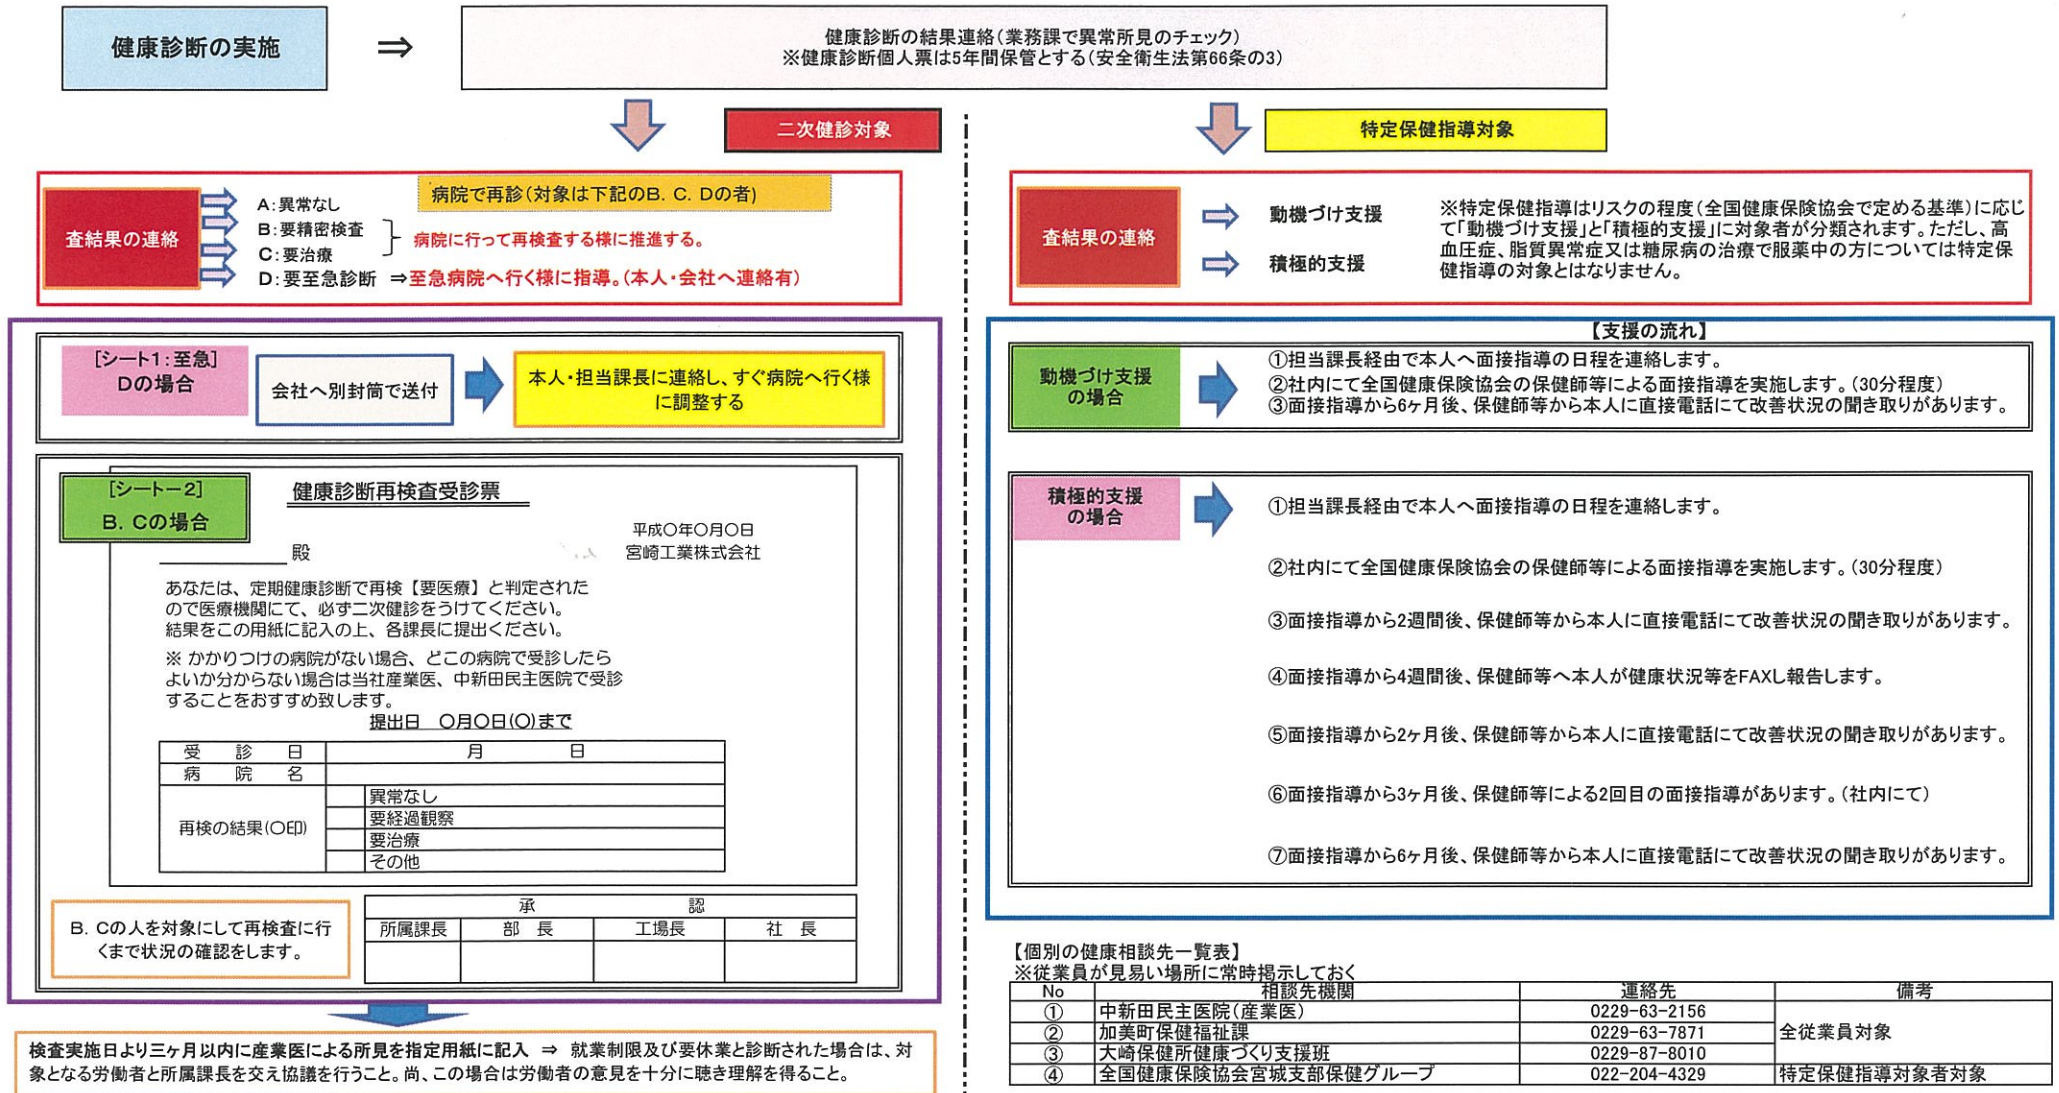 健康診断の実施
⇒
健康診断の結果連絡(業務課で異常所見のチェック)
※健康診断個人票は5年間保管とする(安全衛生法第66条の3)
二次健診対象
査結果の連絡
病院で再診(対象は下記のB．C．Dの者)
A:異常なし
B:要精密検査
C:要治療
病院に行って再検査する様に推進する。
D:要至急診断 ⇒至急病院へ行く様に指導。(本人・会社へ連絡有)
[シート1:至急]
Dの場合
会社へ別封筒で送付
本人・担当課長に連絡し、すぐ病院へ行く様
に調整する
[シートー2]
B．Cの場合
健康診断再検査受診票
平成〇年〇月〇日
殿
宮崎工業株式会社
あなたは、定期健康診断で再検【要医療】と判定された
ので医療機関にて、必ず二次健診をうけてください。
結果をこの用紙に記入の上、各課長に提出ください。
※ かかりつけの病院がない場合、どこの病院で受診したら
よいか分からない場合は当社産業医、中新田民主医院で受診
することをおすすめ致します。
提出日 〇月〇日(〇)まで
受 診 日 月 日
病 院 名
再検の結果(〇印)
異常なし
要経過観察
要治療
その他
B．Cの人を対象にして再検査に行
くまで状況の確認をします。
承 認
所属課長 部 長 工場長 社 長
検査実施日より三ヶ月以内に産業医による所見を指定用紙に記入 ⇒ 就業制限及び要休業と診断された場合は、対
象となる労働者と所属課長を交え協議を行うこと。尚、この場合は労働者の意見を十分に聴き理解を得ること。
特定保健指導対象
査結果の連絡
動機づけ支援
積極的支援
※特定保健指導はリスクの程度(全国健康保険協会で定める基準)に応じ
て「動機づけ支援」と「積極的支援」に対象者が分類されます。ただし、高
血圧症、脂質異常症又は糖尿病の治療で服薬中の方については特定保
健指導の対象とはなりません。
【支援の流れ】
動機づけ支援
の場合
①担当課長経由で本人へ面接指導の日程を連絡します。
②社内にて全国健康保険協会の保健師等による面接指導を実施します。(30分程度)
③面接指導から6ヶ月後、保健師等から本人に直接電話にて改善状況の聞き取りがあります。
積極的支援
の場合
①担当課長経由で本人へ面接指導の日程を連絡します。
②社内にて全国健康保険協会の保健師等による面接指導を実施します。(30分程度)
③面接指導から2週間後、保健師等から本人に直接電話にて改善状況の聞き取りがあります。
④面接指導から4週間後、保健師等へ本人が健康状況等をFAXし報告します。
⑤面接指導から2ヶ月後、保健師等から本人に直接電話にて改善状況の聞き取りがあります。
⑥面接指導から3ヶ月後、保健師等による2回目の面接指導があります。(社内にて)
⑦面接指導から6ヶ月後、保健師等から本人に直接電話にて改善状況の聞き取りがあります。
【個別の健康相談先一覧表】
※従業員が見易い場所に常時掲示しておく
No 相談先機関 連絡先 備考
① 中新田民主医院(産業医) 0229-63-2156
② 加美町保健福祉課 0229-63-7871 全従業員対象
③ 大崎保健所健康づくり支援班 0229-87-8010
④ 全国健康保険協会宮城支部保健グループ 022-204-4329 特定保健指導対象者対象